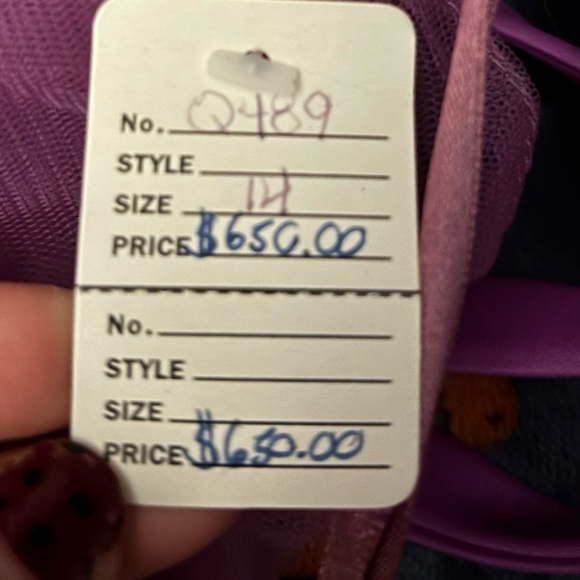 No. Q489
STYLE
SIZE 14
PRICE $650.00
No.
STYLE
SIZE
PRICE $650.00